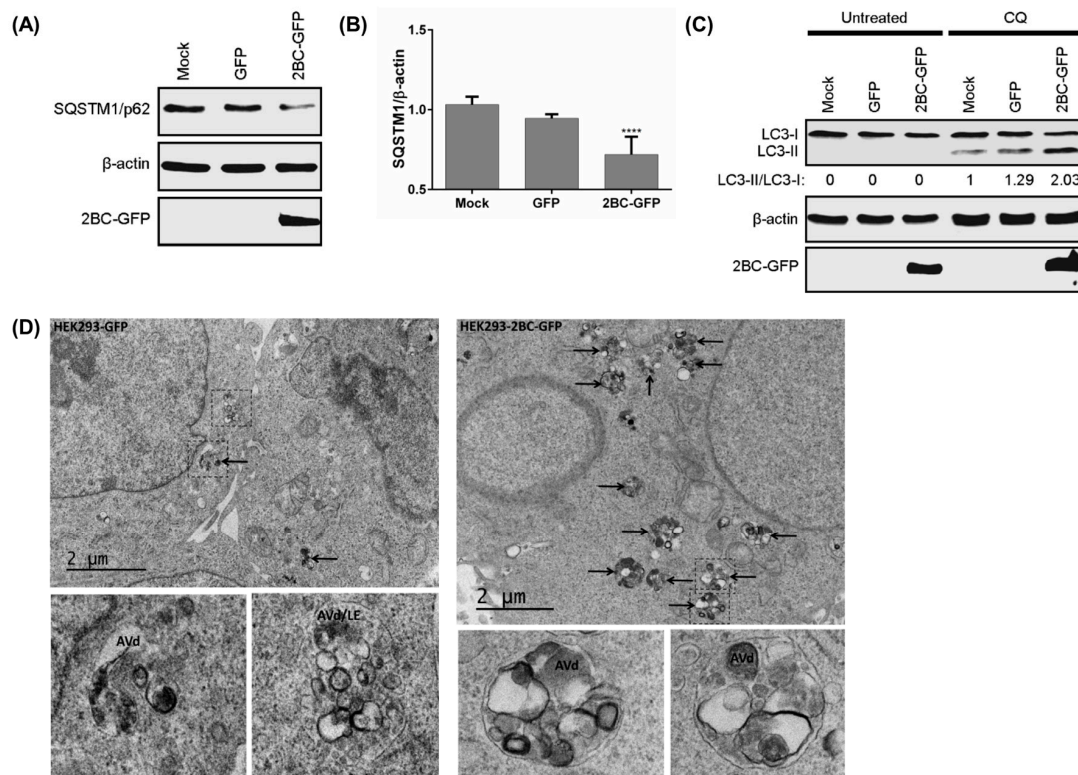 (A)
Mock
GFP
2BC-GFP
SQSTM1/p62
β-actin
2BC-GFP
(B)
SQSTM1/β-actin
1.5
1.0
0.5
****
Mock
GFP
2BC-GFP
(C)
Untreated
CQ
Mock
GFP
2BC-GFP
Mock
GFP
2BC-GFP
LC3-I
LC3-II
LC3-II/LC3-I: 0 0 0 1 1.29 2.03
β-actin
2BC-GFP
(D)
HEK293-GFP
2 μm
HEK293-2BC-GFP
2 μm
AVd
AVd/LE
AVd
AVd